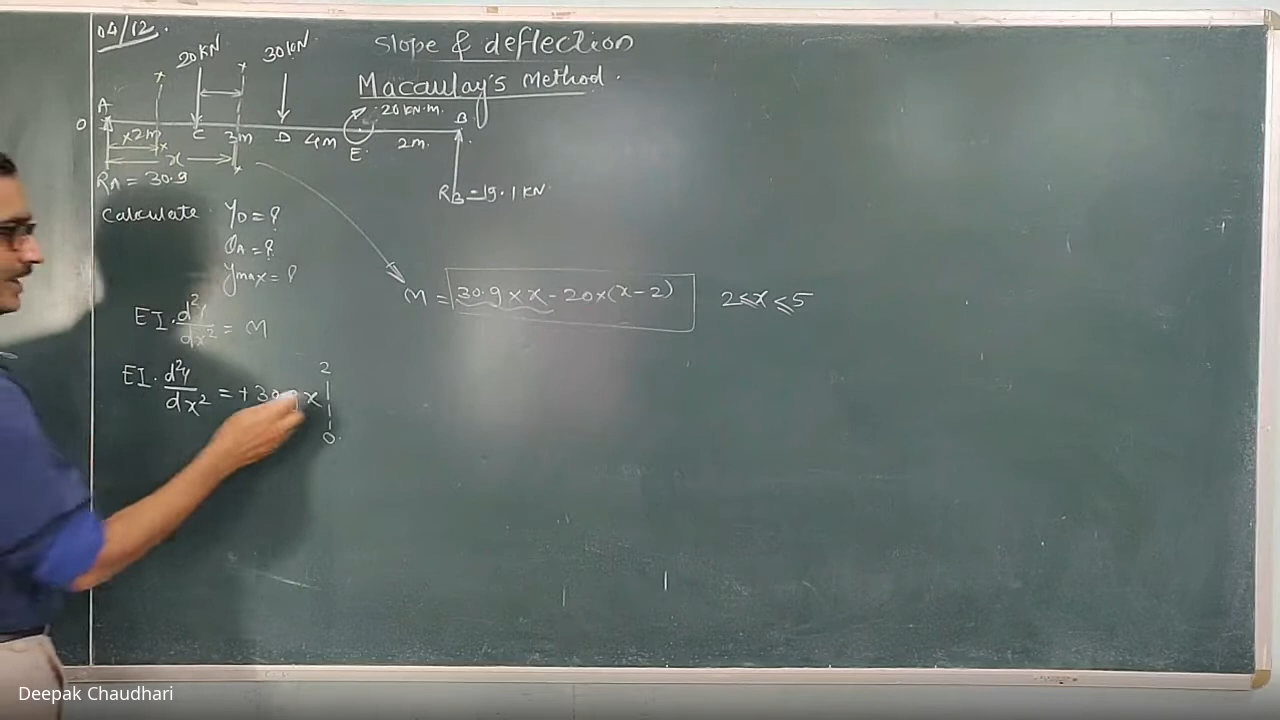 04/12.
Slope & deflection
Macaulay's Method.
20 KN
30 KN
x
x
20 KN.m.
A
B
0
x 2m
C
3m
D
4m
E
2m
x
x
x
RA = 30.9
RB = 19.1 KN
Calculate
yD = ?
θA = ?
ymax = ?
M = 30.9 × x - 20×(x-2)
2 ≤ x ≤ 5
EI. d²y/dx² = M
EI. d²y/dx² = + 30.9 x
2
0
Deepak Chaudhari